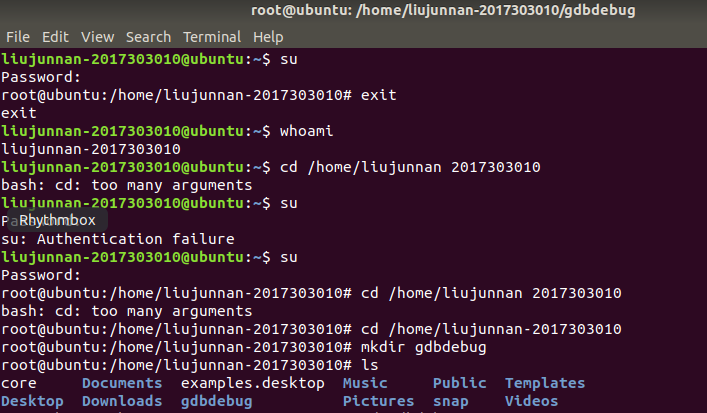 root@ubuntu: /home/liujunnan-2017303010/gdbdebug
File Edit View Search Terminal Help
liujunnan-2017303010@ubuntu:~$ su
Password:
root@ubuntu:/home/liujunnan-2017303010# exit
exit
liujunnan-2017303010@ubuntu:~$ whoami
liujunnan-2017303010
liujunnan-2017303010@ubuntu:~$ cd /home/liujunnan 2017303010
bash: cd: too many arguments
liujunnan-2017303010@ubuntu:~$ su
Rhythmbox
su: Authentication failure
liujunnan-2017303010@ubuntu:~$ su
Password:
root@ubuntu:/home/liujunnan-2017303010# cd /home/liujunnan 2017303010
bash: cd: too many arguments
root@ubuntu:/home/liujunnan-2017303010# cd /home/liujunnan-2017303010
root@ubuntu:/home/liujunnan-2017303010# mkdir gdbdebug
root@ubuntu:/home/liujunnan-2017303010# ls
core Documents examples.desktop Music Public Templates
Desktop Downloads gdbdebug Pictures snap Videos